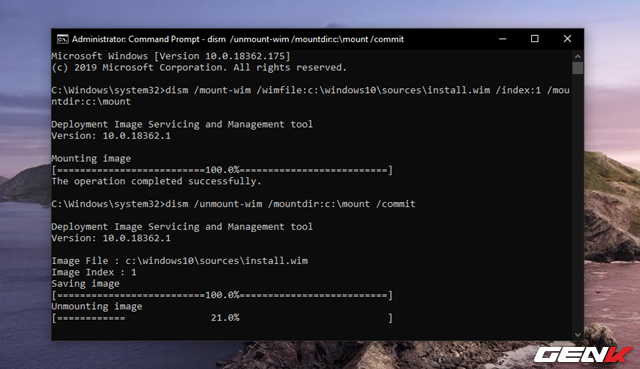 Administrator: Command Prompt - dism  /unmount-wim /mountdir:c:\mount /commit
Microsoft Windows [Version 10.0.18362.175]
(c) 2019 Microsoft Corporation. All rights reserved.
C:\Windows\system32>dism /mount-wim /wimfile:c:\windows10\sources\install.wim /index:1 /mou
ntdir:c:\mount
Deployment Image Servicing and Management tool
Version: 10.0.18362.1
Mounting image
[==========================100.0%==========================]
The operation completed successfully.
C:\Windows\system32>dism /unmount-wim /mountdir:c:\mount /commit
Deployment Image Servicing and Management tool
Version: 10.0.18362.1
Image File : c:\windows10\sources\install.wim
Image Index : 1
Saving image
[==========================100.0%==========================]
Unmounting image
[============               21.0%                          ]
GENK